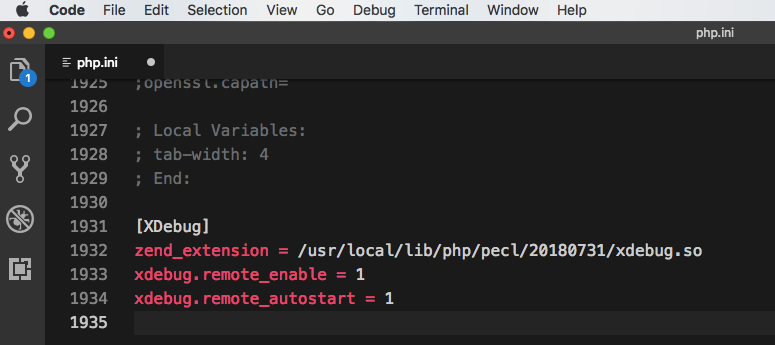 Code File Edit Selection View Go Debug Terminal Window Help
php.ini
php.ini
1
1925 ;openssl.capath=
1926
1927 ; Local Variables:
1928 ; tab-width: 4
1929 ; End:
1930
1931 [XDebug]
1932 zend_extension = /usr/local/lib/php/pecl/20180731/xdebug.so
1933 xdebug.remote_enable = 1
1934 xdebug.remote_autostart = 1
1935